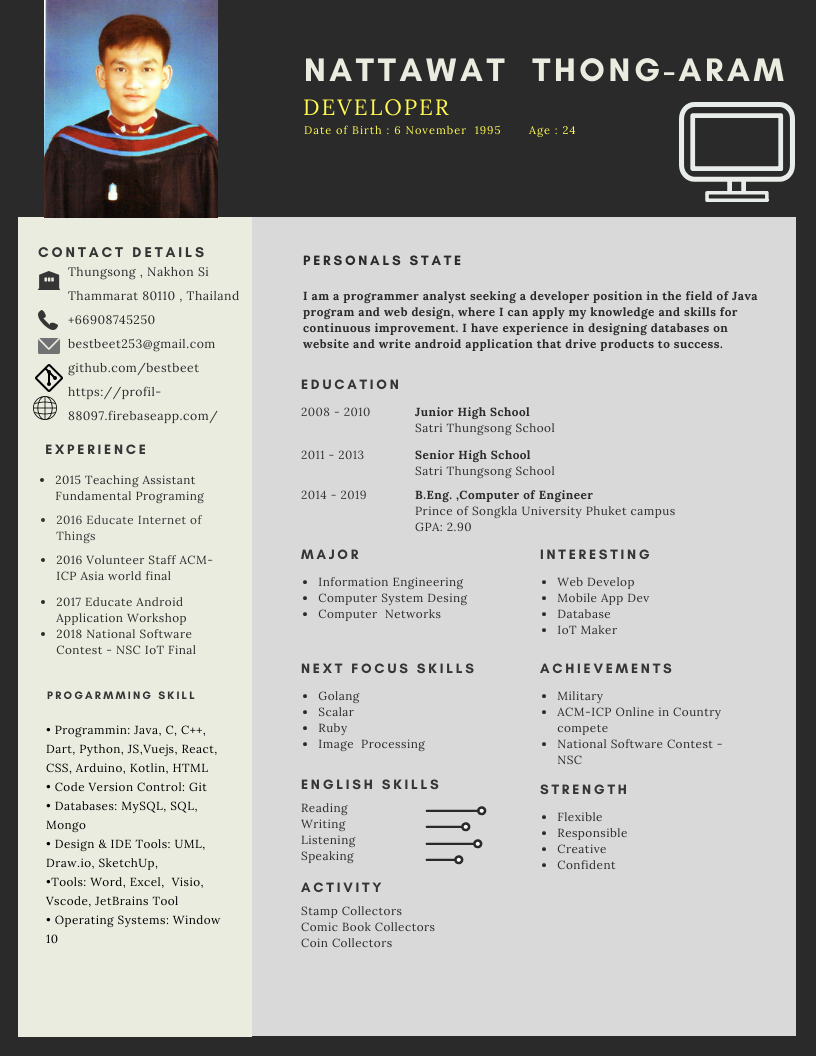 NATTAWAT THONG-ARAM
DEVELOPER
Date of Birth : 6 November 1995 Age : 24
CONTACT DETAILS
Thungsong , Nakhon Si
Thammarat 80110 , Thailand
+66908745250
bestbeet253@gmail.com
github.com/bestbeet
https://profil-
88097.firebaseapp.com/
EXPERIENCE
• 2015 Teaching Assistant
Fundamental Programing
• 2016 Educate Internet of
Things
• 2016 Volunteer Staff ACM-
ICP Asia world final
• 2017 Educate Android
Application Workshop
• 2018 National Software
Contest - NSC IoT Final
PROGARMMING SKILL
• Programmin: Java, C, C++,
Dart, Python, JS,Vuejs, React,
CSS, Arduino, Kotlin, HTML
• Code Version Control: Git
• Databases: MySQL, SQL,
Mongo
• Design & IDE Tools: UML,
Draw.io, SketchUp,
•Tools: Word, Excel, Visio,
Vscode, JetBrains Tool
• Operating Systems: Window
10
PERSONALS STATE
I am a programmer analyst seeking a developer position in the field of Java
program and web design, where I can apply my knowledge and skills for
continuous improvement. I have experience in designing databases on
website and write android application that drive products to success.
EDUCATION
2008 - 2010 Junior High School
Satri Thungsong School
2011 - 2013 Senior High School
Satri Thungsong School
2014 - 2019 B.Eng. ,Computer of Engineer
Prince of Songkla University Phuket campus
GPA: 2.90
MAJOR
• Information Engineering
• Computer System Desing
• Computer Networks
INTERESTING
• Web Develop
• Mobile App Dev
• Database
• IoT Maker
NEXT FOCUS SKILLS
• Golang
• Scalar
• Ruby
• Image Processing
ACHIEVEMENTS
• Military
• ACM-ICP Online in Country
compete
• National Software Contest -
NSC
ENGLISH SKILLS
Reading
Writing
Listening
Speaking
STRENGTH
• Flexible
• Responsible
• Creative
• Confident
ACTIVITY
Stamp Collectors
Comic Book Collectors
Coin Collectors